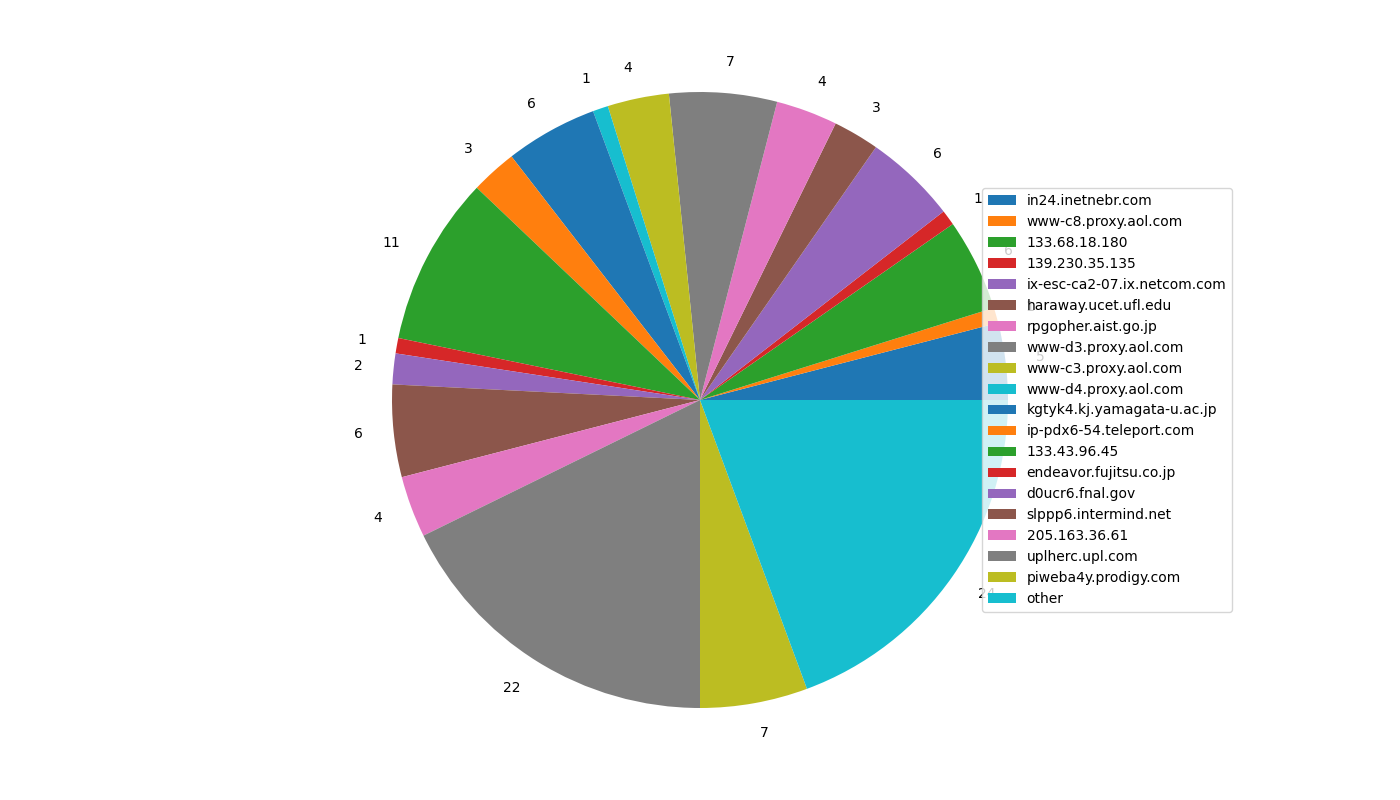 7
4
4
1
3
6
6
3
1
11
6
1
1
5
2
6
4
24
22
7
in24.inetnebr.com
www-c8.proxy.aol.com
133.68.18.180
139.230.35.135
ix-esc-ca2-07.ix.netcom.com
haraway.ucet.ufl.edu
rpgopher.aist.go.jp
www-d3.proxy.aol.com
www-c3.proxy.aol.com
www-d4.proxy.aol.com
kgtyk4.kj.yamagata-u.ac.jp
ip-pdx6-54.teleport.com
133.43.96.45
endeavor.fujitsu.co.jp
d0ucr6.fnal.gov
slppp6.intermind.net
205.163.36.61
uplherc.upl.com
piweba4y.prodigy.com
other